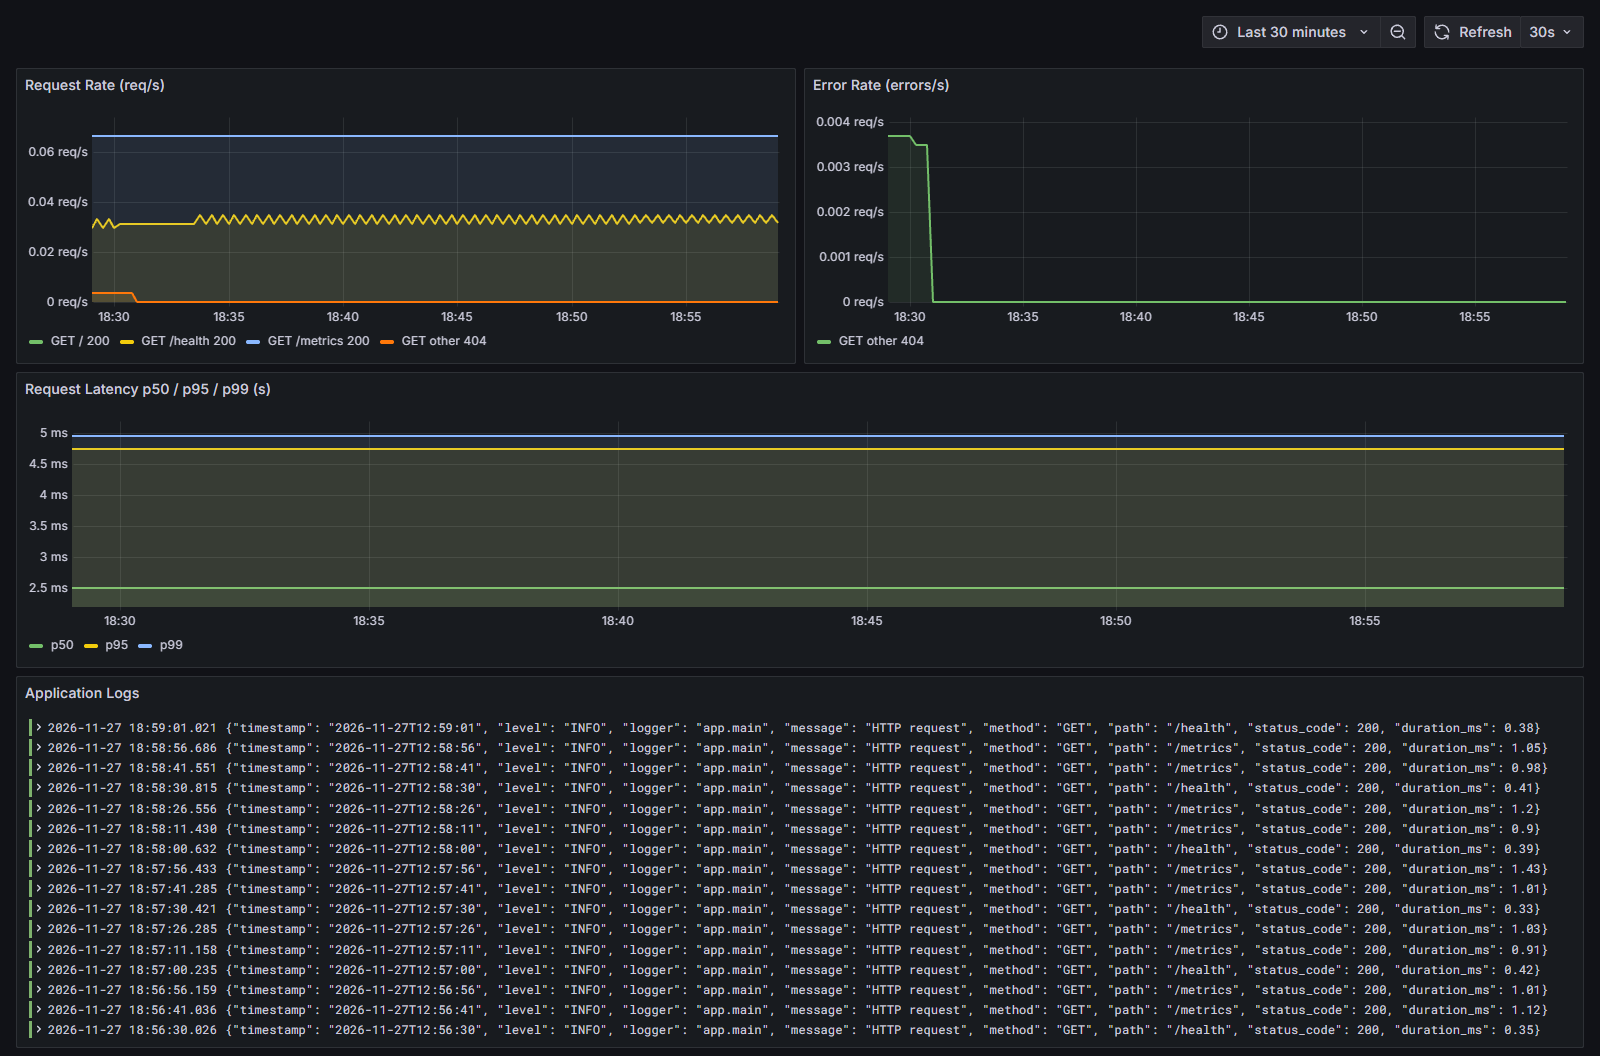 Last 30 minutes Refresh 30s
Request Rate (req/s)
0.06 req/s
0.04 req/s
0.02 req/s
0 req/s
18:30 18:35 18:40 18:45 18:50 18:55
GET / 200 GET /health 200 GET /metrics 200 GET other 404
Error Rate (errors/s)
0.004 req/s
0.003 req/s
0.002 req/s
0.001 req/s
0 req/s
18:30 18:35 18:40 18:45 18:50 18:55
GET other 404
Request Latency p50 / p95 / p99 (s)
5 ms
4.5 ms
4 ms
3.5 ms
3 ms
2.5 ms
18:30 18:35 18:40 18:45 18:50 18:55
p50 p95 p99
Application Logs
2026-11-27 18:59:01.021 {"timestamp": "2026-11-27T12:59:01", "level": "INFO", "logger": "app.main", "message": "HTTP request", "method": "GET", "path": "/health", "status_code": 200, "duration_ms": 0.38}
2026-11-27 18:58:56.686 {"timestamp": "2026-11-27T12:58:56", "level": "INFO", "logger": "app.main", "message": "HTTP request", "method": "GET", "path": "/metrics", "status_code": 200, "duration_ms": 1.05}
2026-11-27 18:58:41.551 {"timestamp": "2026-11-27T12:58:41", "level": "INFO", "logger": "app.main", "message": "HTTP request", "method": "GET", "path": "/metrics", "status_code": 200, "duration_ms": 0.98}
2026-11-27 18:58:30.815 {"timestamp": "2026-11-27T12:58:30", "level": "INFO", "logger": "app.main", "message": "HTTP request", "method": "GET", "path": "/health", "status_code": 200, "duration_ms": 0.41}
2026-11-27 18:58:26.556 {"timestamp": "2026-11-27T12:58:26", "level": "INFO", "logger": "app.main", "message": "HTTP request", "method": "GET", "path": "/metrics", "status_code": 200, "duration_ms": 1.2}
2026-11-27 18:58:11.430 {"timestamp": "2026-11-27T12:58:11", "level": "INFO", "logger": "app.main", "message": "HTTP request", "method": "GET", "path": "/metrics", "status_code": 200, "duration_ms": 0.9}
2026-11-27 18:58:00.632 {"timestamp": "2026-11-27T12:58:00", "level": "INFO", "logger": "app.main", "message": "HTTP request", "method": "GET", "path": "/health", "status_code": 200, "duration_ms": 0.39}
2026-11-27 18:57:56.433 {"timestamp": "2026-11-27T12:57:56", "level": "INFO", "logger": "app.main", "message": "HTTP request", "method": "GET", "path": "/metrics", "status_code": 200, "duration_ms": 1.43}
2026-11-27 18:57:41.285 {"timestamp": "2026-11-27T12:57:41", "level": "INFO", "logger": "app.main", "message": "HTTP request", "method": "GET", "path": "/metrics", "status_code": 200, "duration_ms": 1.01}
2026-11-27 18:57:30.421 {"timestamp": "2026-11-27T12:57:30", "level": "INFO", "logger": "app.main", "message": "HTTP request", "method": "GET", "path": "/health", "status_code": 200, "duration_ms": 0.33}
2026-11-27 18:57:26.285 {"timestamp": "2026-11-27T12:57:26", "level": "INFO", "logger": "app.main", "message": "HTTP request", "method": "GET", "path": "/metrics", "status_code": 200, "duration_ms": 1.03}
2026-11-27 18:57:11.158 {"timestamp": "2026-11-27T12:57:11", "level": "INFO", "logger": "app.main", "message": "HTTP request", "method": "GET", "path": "/metrics", "status_code": 200, "duration_ms": 0.91}
2026-11-27 18:57:00.235 {"timestamp": "2026-11-27T12:57:00", "level": "INFO", "logger": "app.main", "message": "HTTP request", "method": "GET", "path": "/health", "status_code": 200, "duration_ms": 0.42}
2026-11-27 18:56:56.159 {"timestamp": "2026-11-27T12:56:56", "level": "INFO", "logger": "app.main", "message": "HTTP request", "method": "GET", "path": "/metrics", "status_code": 200, "duration_ms": 1.01}
2026-11-27 18:56:41.036 {"timestamp": "2026-11-27T12:56:41", "level": "INFO", "logger": "app.main", "message": "HTTP request", "method": "GET", "path": "/metrics", "status_code": 200, "duration_ms": 1.12}
2026-11-27 18:56:30.026 {"timestamp": "2026-11-27T12:56:30", "level": "INFO", "logger": "app.main", "message": "HTTP request", "method": "GET", "path": "/health", "status_code": 200, "duration_ms": 0.35}